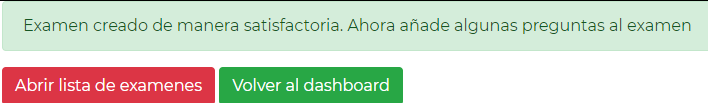 Examen creado de manera satisfactoria. Ahora añade algunas preguntas al examen
Abrir lista de examenes Volver al dashboard